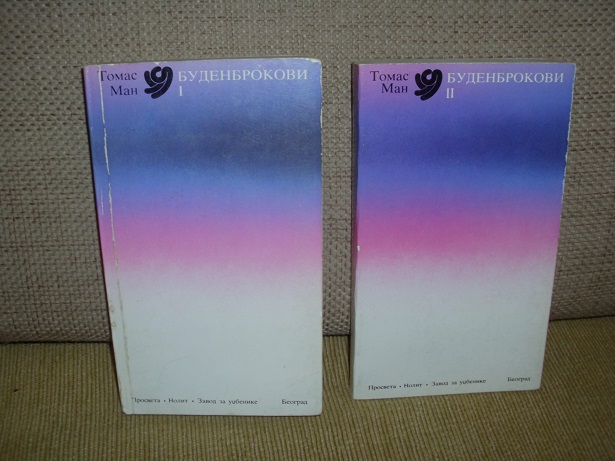 Томас
Ман
БУДЕНБРОКОВИ
I
Просвета • Нолит • Завод за уџбенике Београд
Томас
Ман
БУДЕНБРОКОВИ
II
Просвета • Нолит • Завод за уџбенике Београд